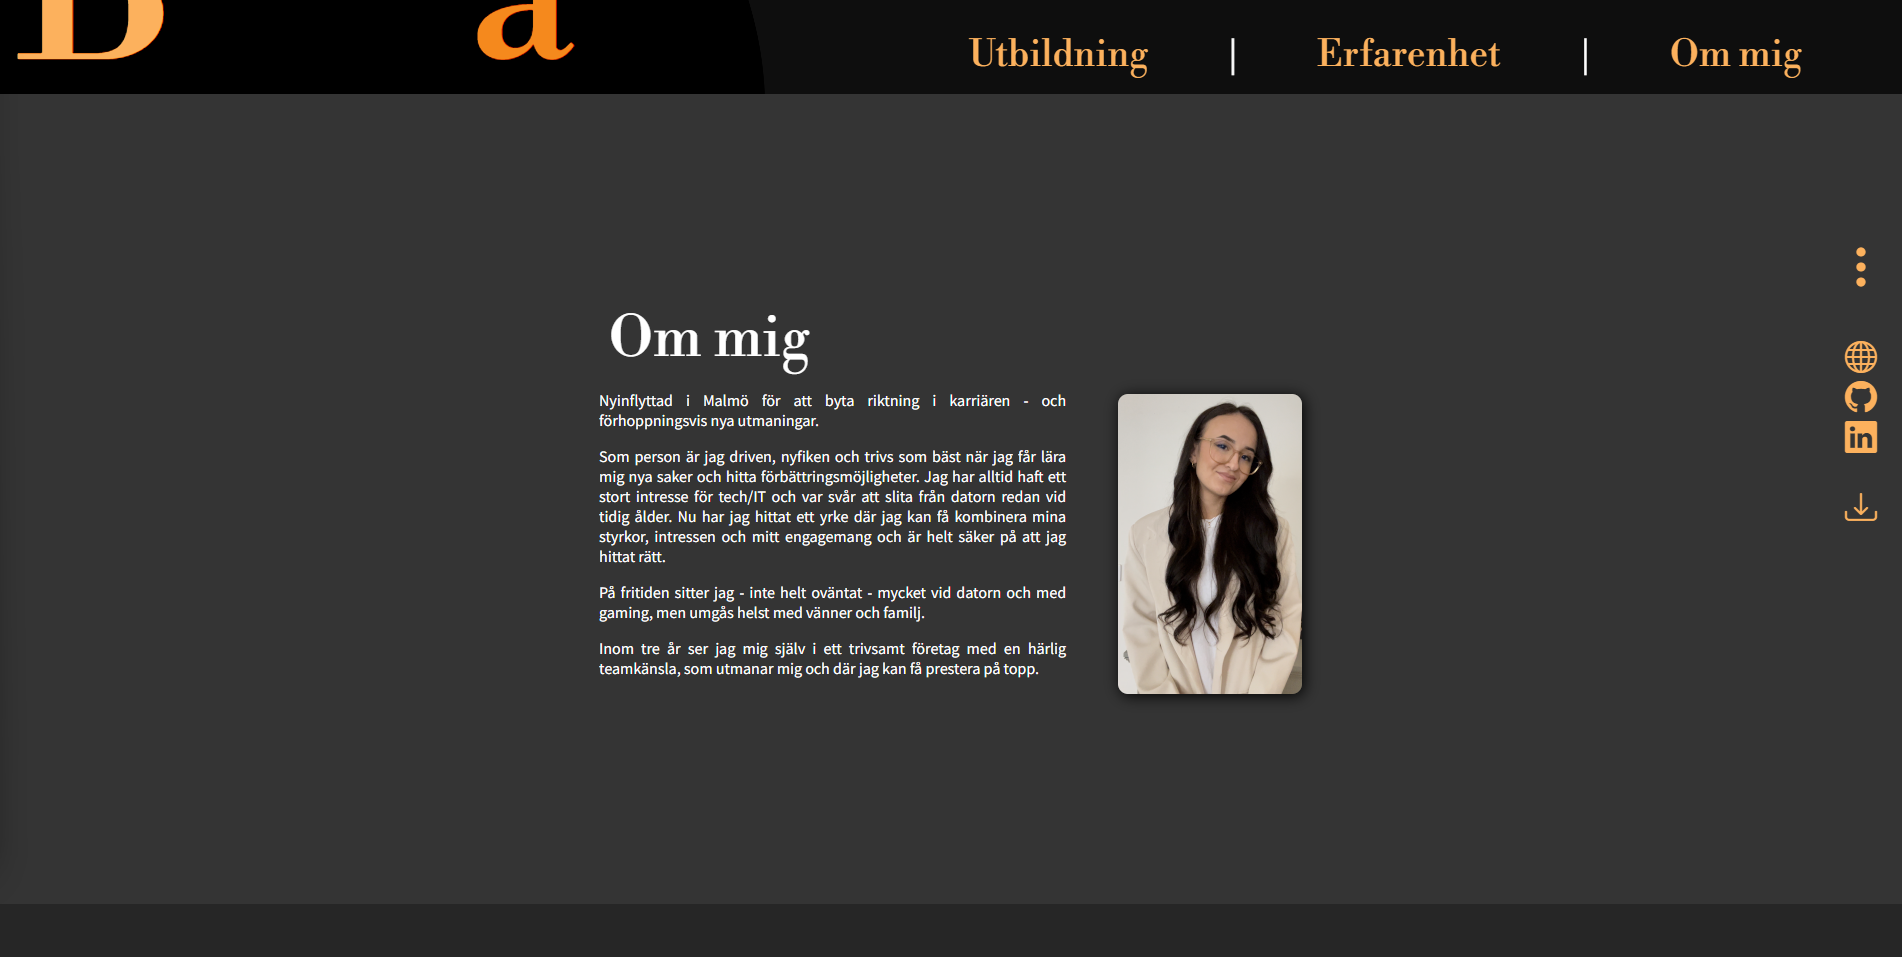 D a
Utbildning | Erfarenhet | Om mig
Om mig
Nyinflyttad i Malmö för att byta riktning i karriären - och
förhoppningsvis nya utmaningar.
Som person är jag driven, nyfiken och trivs som bäst när jag får lära
mig nya saker och hitta förbättringsmöjligheter. Jag har alltid haft ett
stort intresse för tech/IT och var svår att slita från datorn redan vid
tidig ålder. Nu har jag hittat ett yrke där jag kan få kombinera mina
styrkor, intressen och mitt engagemang och är helt säker på att jag
hittat rätt.
På fritiden sitter jag - inte helt oväntat - mycket vid datorn och med
gaming, men umgås helst med vänner och familj.
Inom tre år ser jag mig själv i ett trivsamt företag med en härlig
teamkänsla, som utmanar mig och där jag kan få prestera på topp.
in